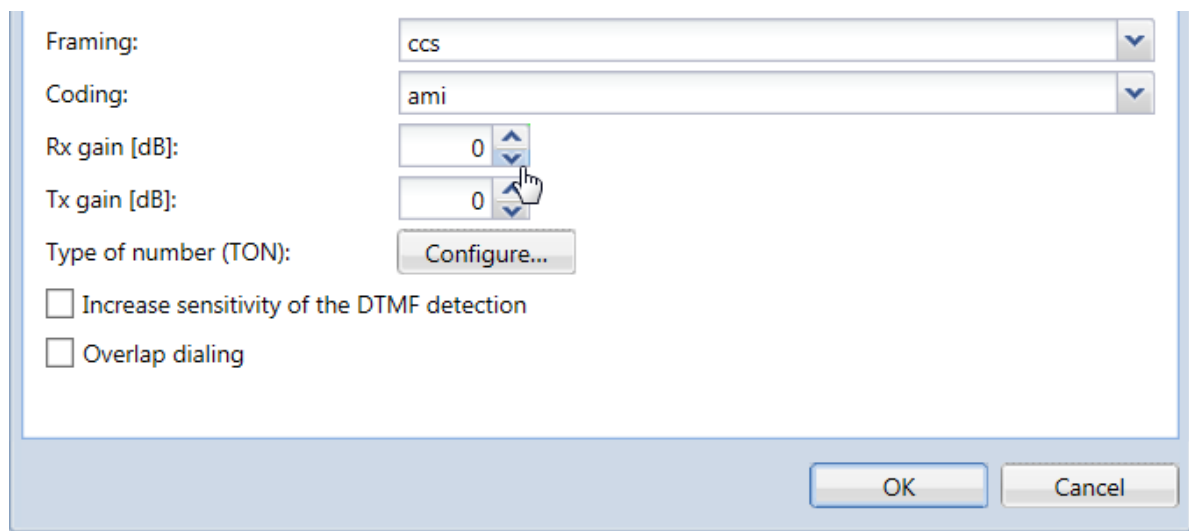 Framing: ccs
Coding: ami
Rx gain [dB]: 0
Tx gain [dB]: 0
Type of number (TON): Configure...
Increase sensitivity of the DTMF detection
Overlap dialing
OK Cancel